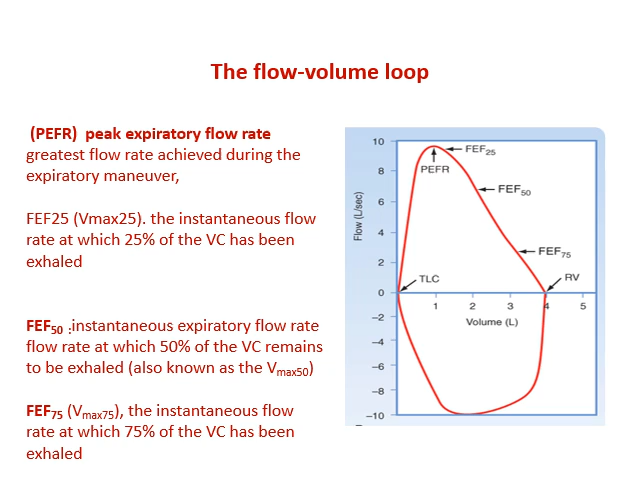 The flow-volume loop
(PEFR) peak expiratory flow rate
greatest flow rate achieved during the
expiratory maneuver,
FEF25 (Vmax25). the instantaneous flow
rate at which 25% of the VC has been
exhaled
FEF50 :instantaneous expiratory flow rate
flow rate at which 50% of the VC remains
to be exhaled (also known as the Vmax50)
FEF75 (Vmax75), the instantaneous flow
rate at which 75% of the VC has been
exhaled
Flow (L/sec)
10
8
6
4
2
0
−2
−4
−6
−8
−10
FEF25
PEFR
FEF50
FEF75
TLC
RV
1
2
3
4
5
Volume (L)